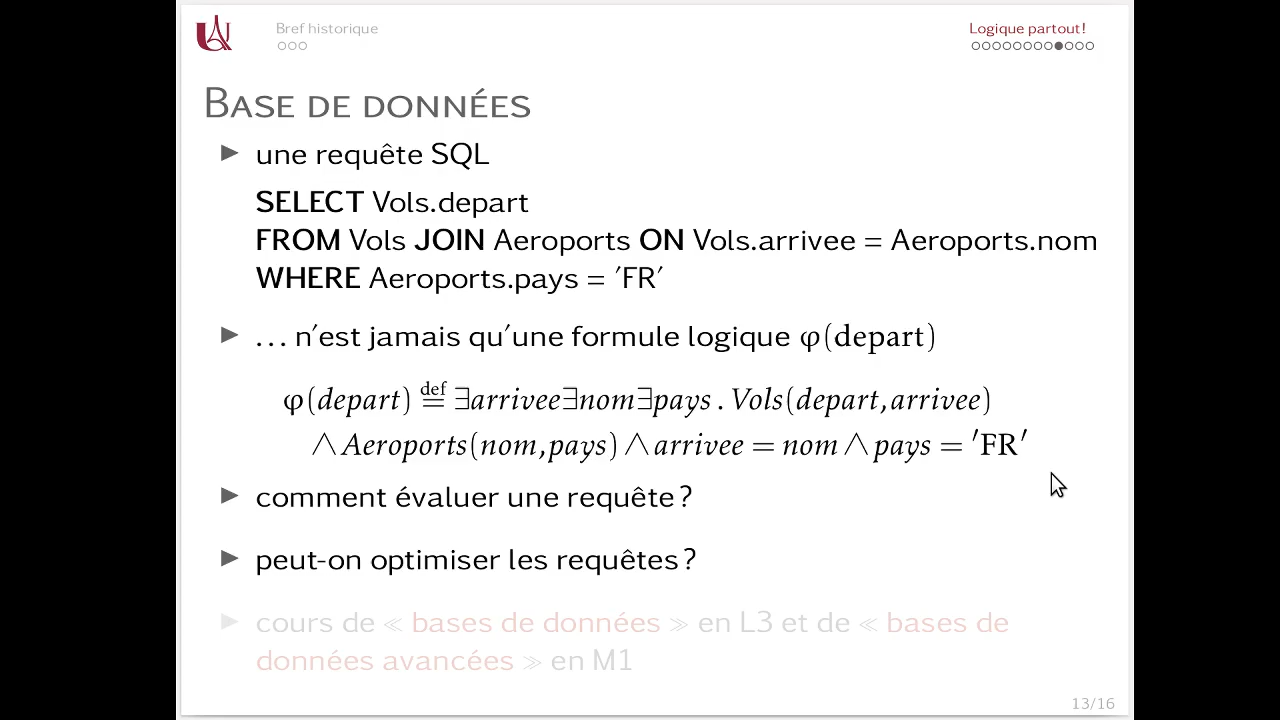 Bref historique
Logique partout!
BASE DE DONNÉES
▶ une requête SQL
SELECT Vols.depart
FROM Vols JOIN Aeroports ON Vols.arrivee = Aeroports.nom
WHERE Aeroports.pays = 'FR'
▶ ... n'est jamais qu'une formule logique φ(depart)
φ(depart) ≝ ∃arrivee∃nom∃pays . Vols(depart,arrivee)
∧ Aeroports(nom,pays) ∧ arrivee = nom ∧ pays = 'FR'
▶ comment évaluer une requête ?
▶ peut-on optimiser les requêtes ?
▶ cours de ≪ bases de données ≫ en L3 et de ≪ bases de
données avancées ≫ en M1
13/16